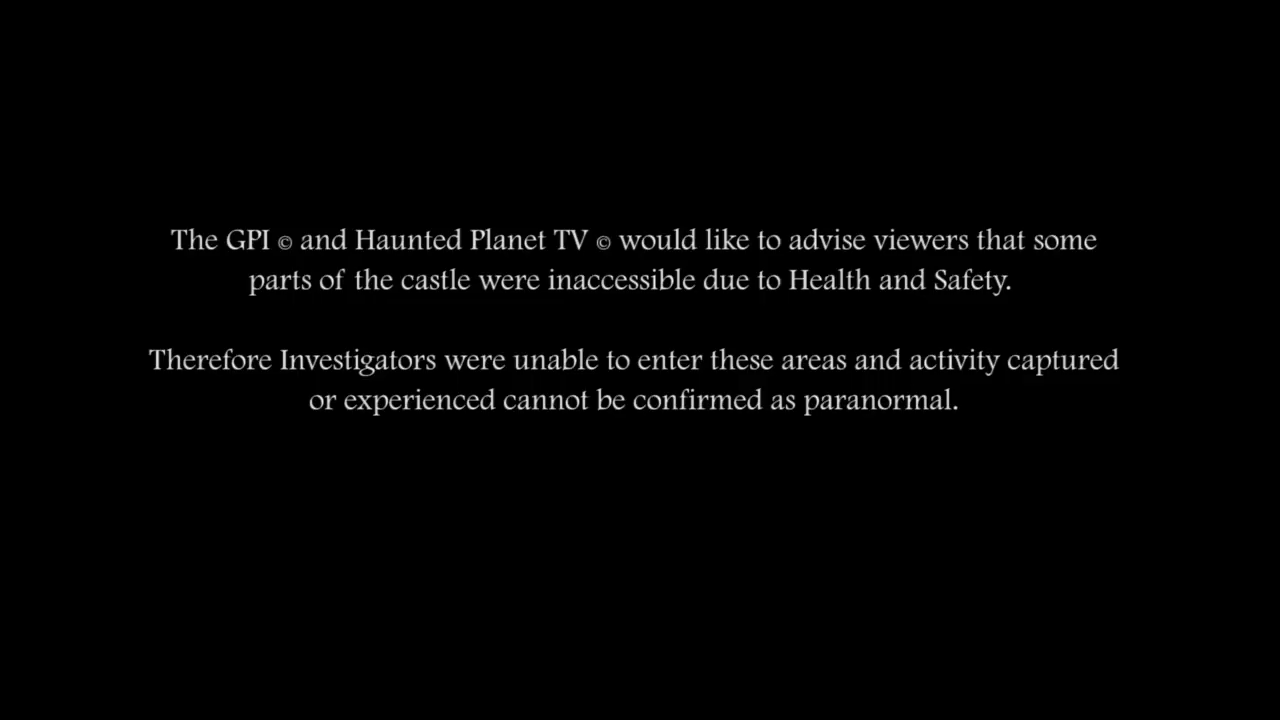 The GPI © and Haunted Planet TV © would like to advise viewers that some
parts of the castle were inaccessible due to Health and Safety.
Therefore Investigators were unable to enter these areas and activity captured
or experienced cannot be confirmed as paranormal.